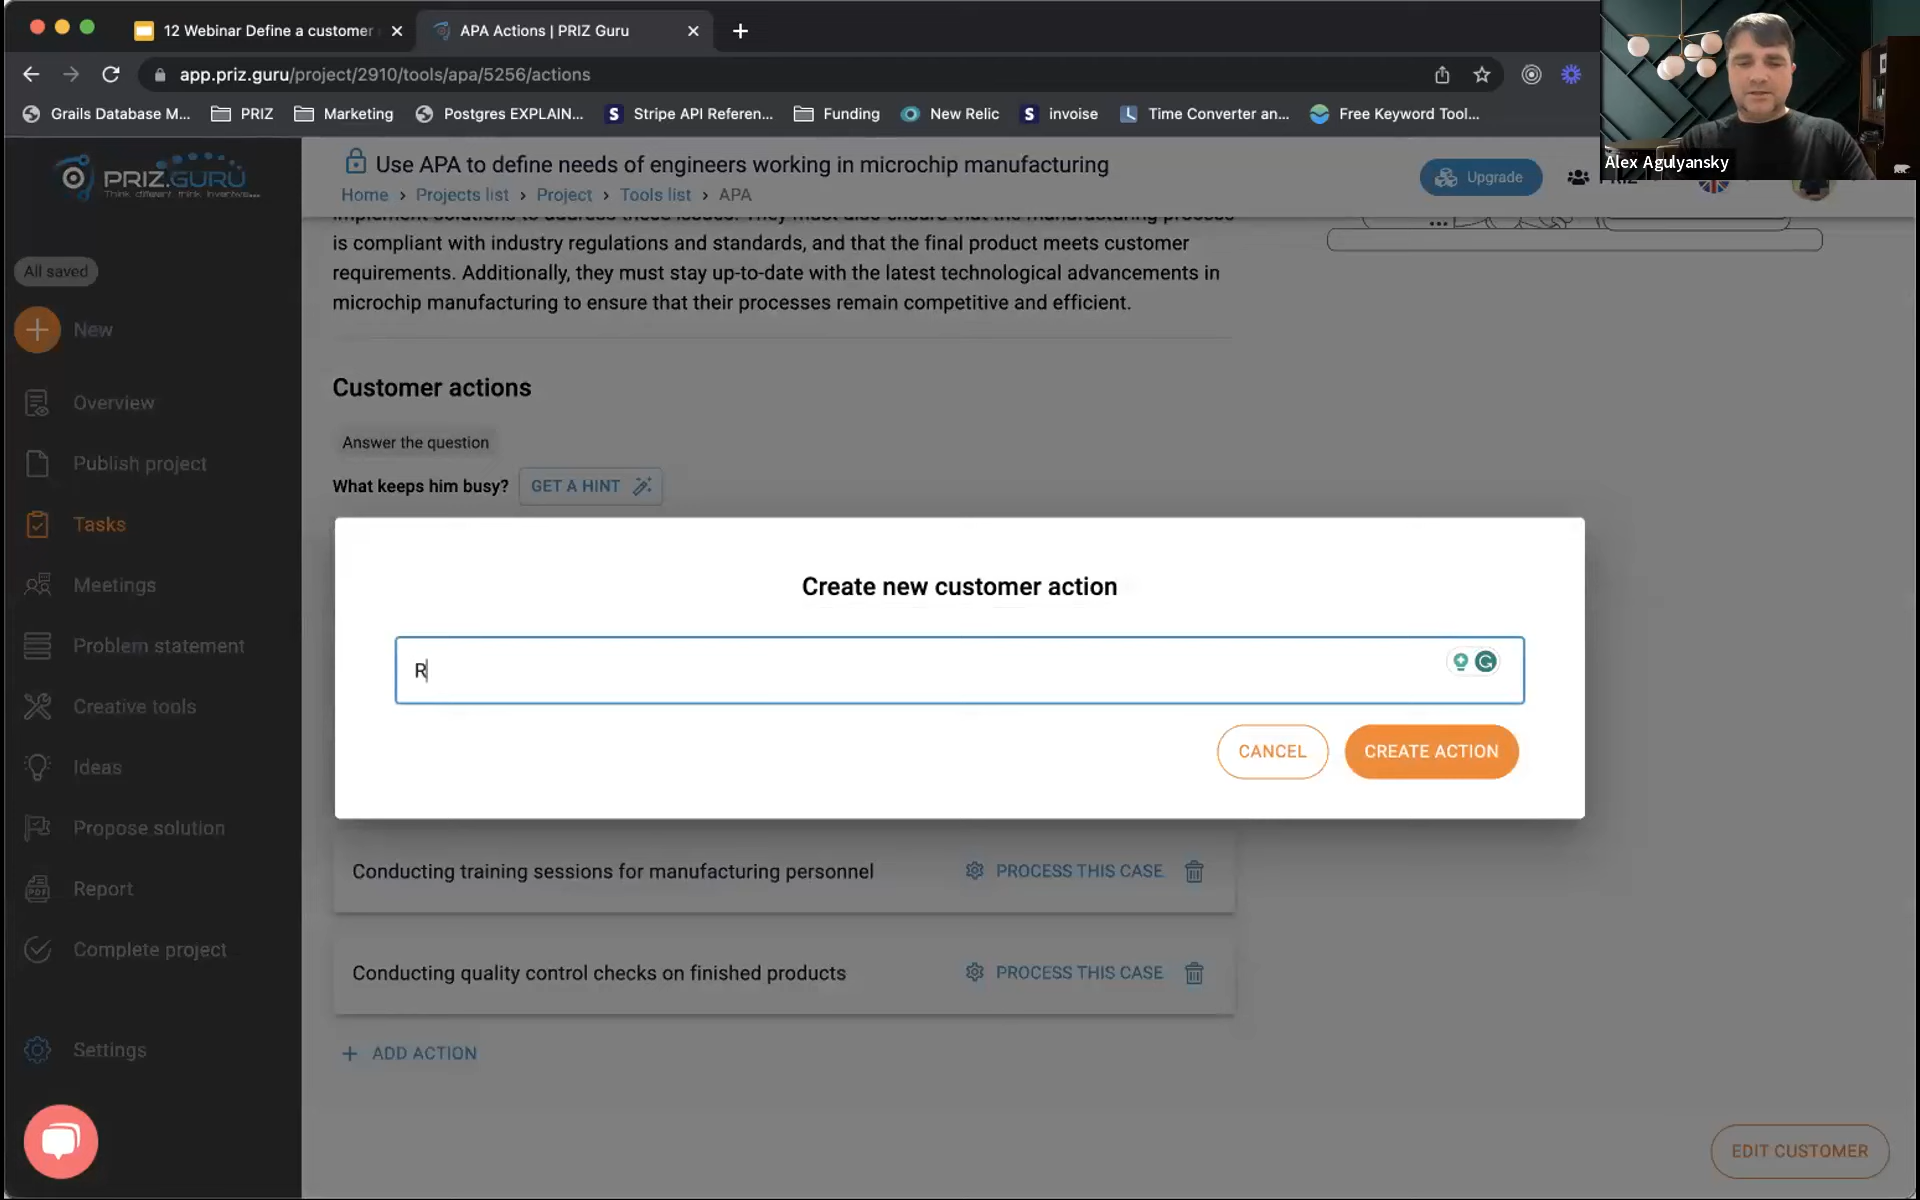 12 Webinar Define a customer
APA Actions | PRIZ Guru
app.priz.guru/project/2910/tools/apa/5256/actions
Grails Database M...
PRIZ
Marketing
Postgres EXPLAIN...
Stripe API Referen...
Funding
New Relic
invoise
Time Converter an...
Free Keyword Tool...
Alex Agulyansky
PRIZ.GURU
Think different, think inventive...
Use APA to define needs of engineers working in microchip manufacturing
Home > Projects list > Project > Tools list > APA
Upgrade
All saved
New
Overview
Publish project
Tasks
Meetings
Problem statement
Creative tools
Ideas
Propose solution
Report
Complete project
Settings
implement solutions to address these issues. They must also ensure that the manufacturing process
is compliant with industry regulations and standards, and that the final product meets customer
requirements. Additionally, they must stay up-to-date with the latest technological advancements in
microchip manufacturing to ensure that their processes remain competitive and efficient.
Customer actions
Answer the question
What keeps him busy?
GET A HINT
Create new customer action
R
CANCEL
CREATE ACTION
Conducting training sessions for manufacturing personnel
PROCESS THIS CASE
Conducting quality control checks on finished products
PROCESS THIS CASE
+ ADD ACTION
EDIT CUSTOMER